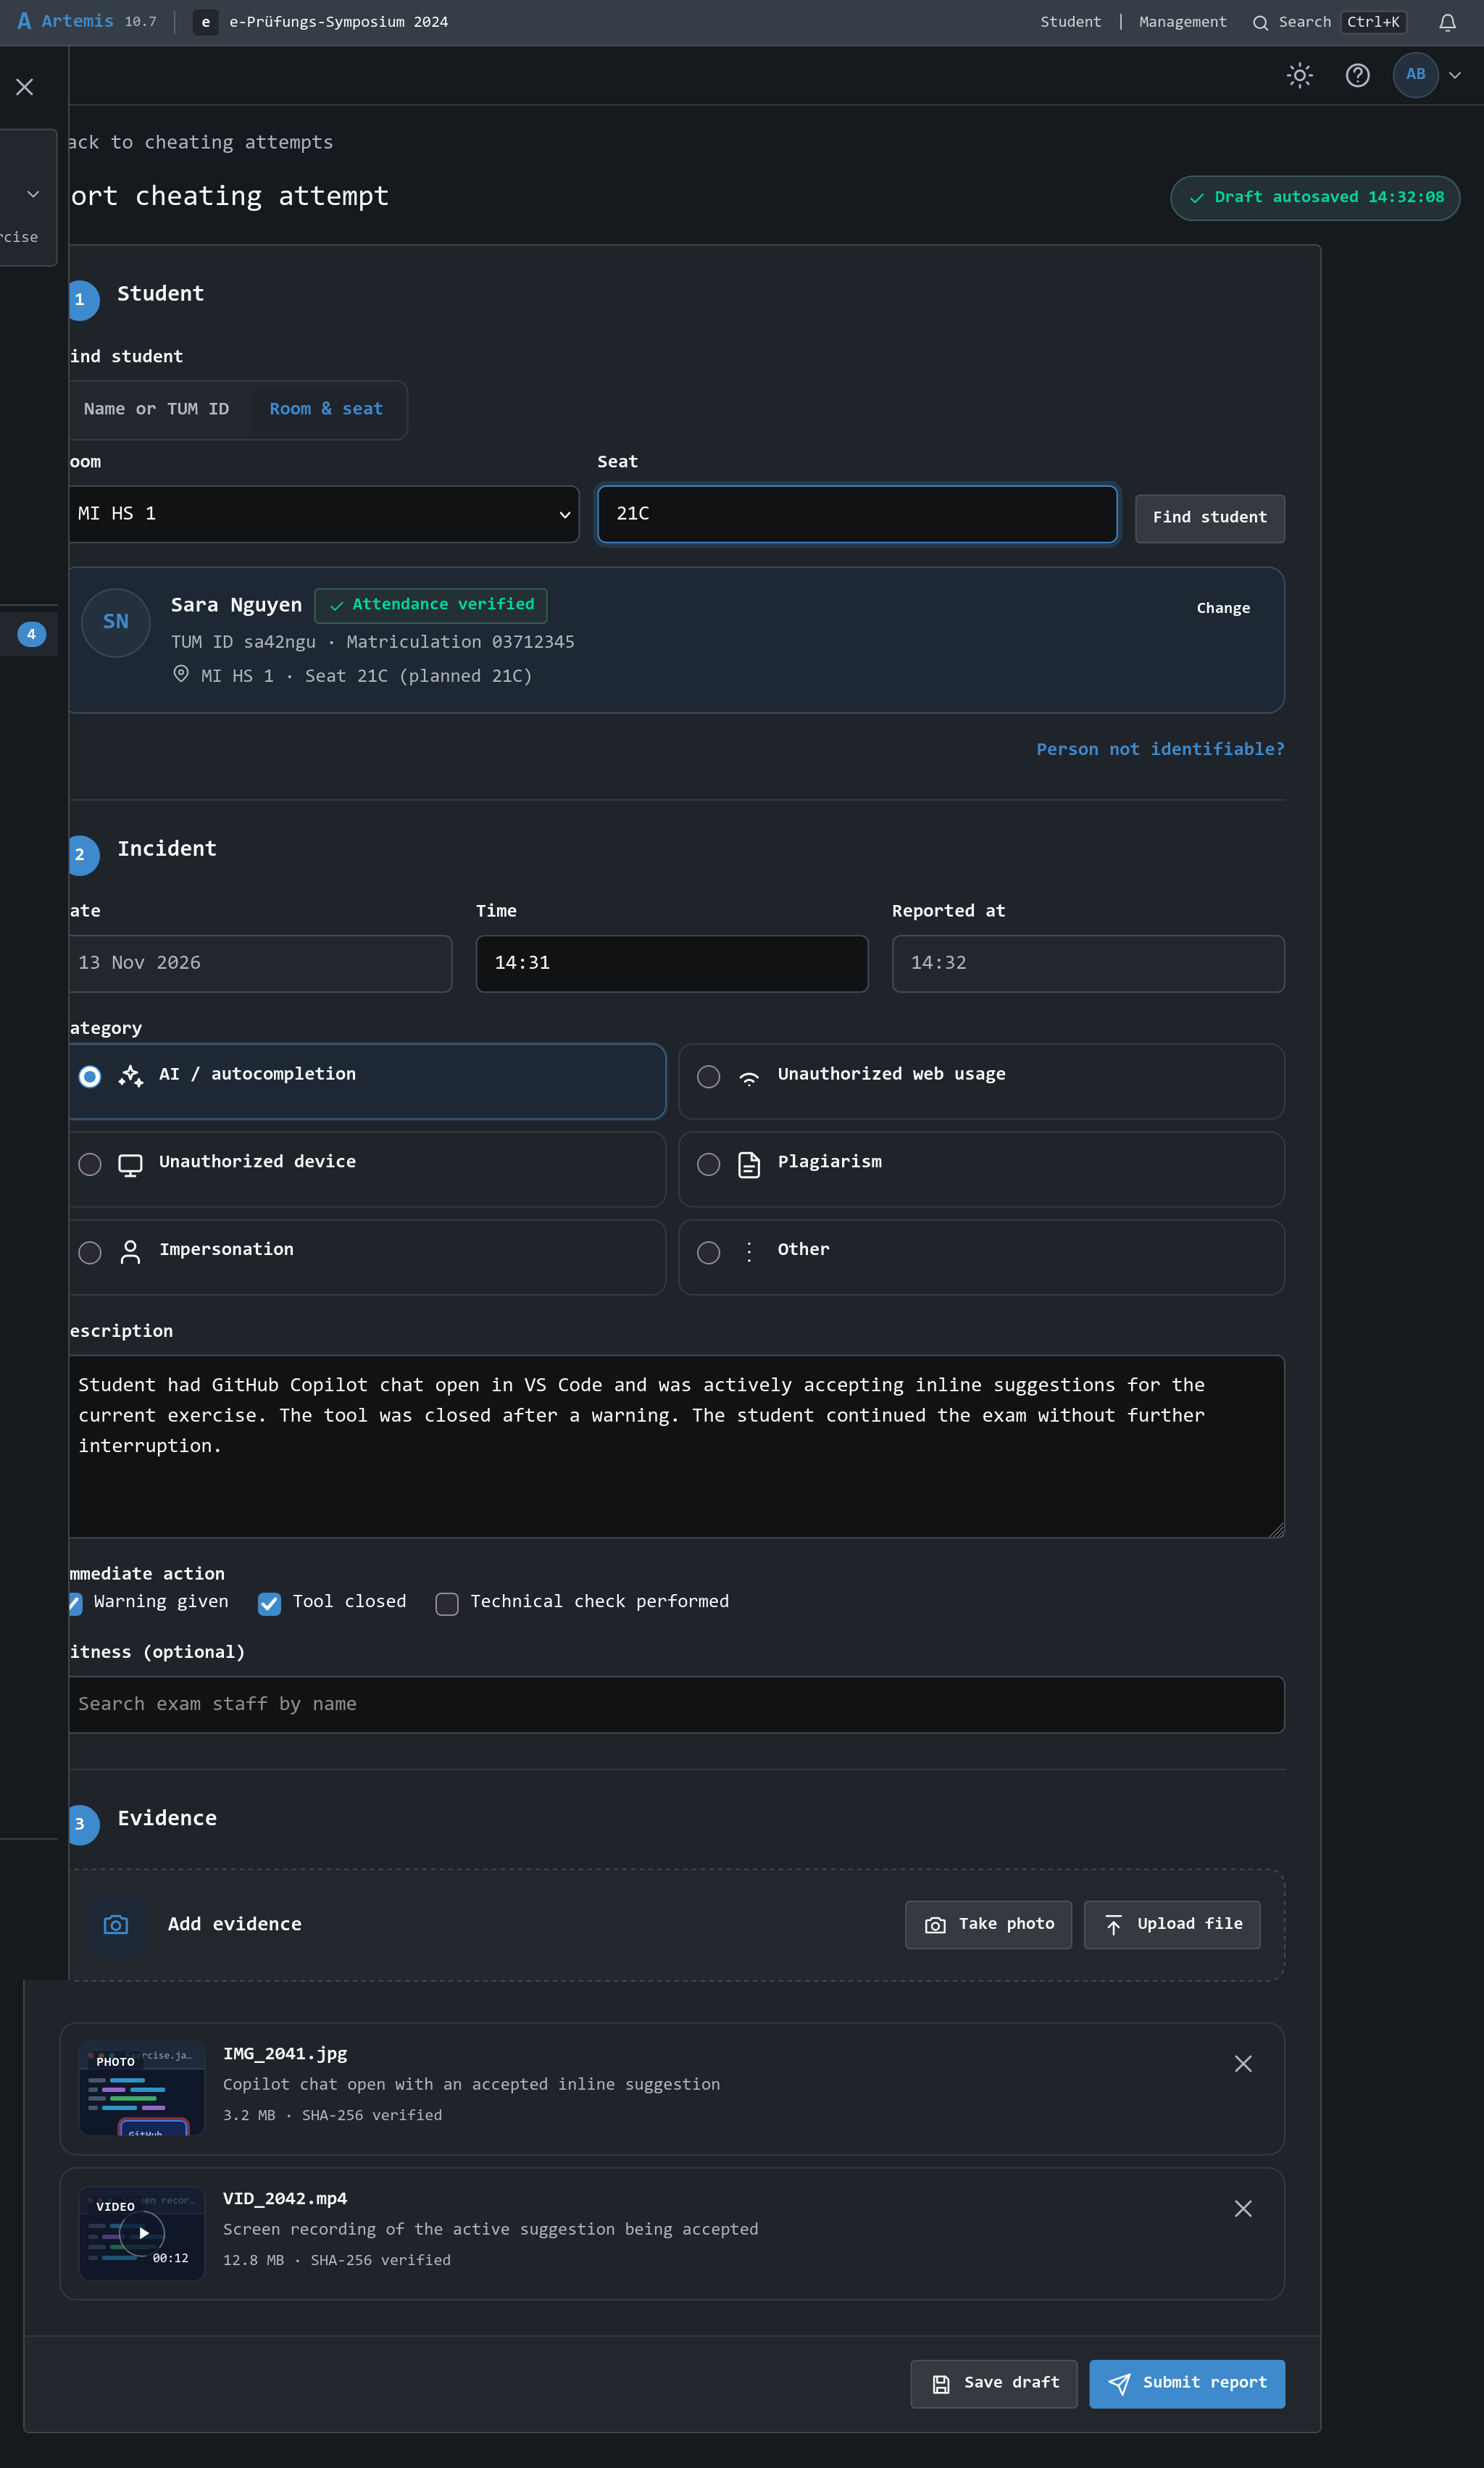 A Artemis 10.7 e e-Prüfungs-Symposium 2024 Student | Management Search Ctrl+K
AB
ack to cheating attempts
ort cheating attempt
Draft autosaved 14:32:08
rcise
1 Student
ind student
Name or TUM ID Room & seat
oom Seat
MI HS 1 21C Find student
SN Sara Nguyen Attendance verified Change
TUM ID sa42ngu · Matriculation 03712345
4
MI HS 1 · Seat 21C (planned 21C)
Person not identifiable?
2 Incident
ate Time Reported at
13 Nov 2026 14:31 14:32
ategory
AI / autocompletion Unauthorized web usage
Unauthorized device Plagiarism
Impersonation Other
escription
Student had GitHub Copilot chat open in VS Code and was actively accepting inline suggestions for the
current exercise. The tool was closed after a warning. The student continued the exam without further
interruption.
mmediate action
Warning given Tool closed Technical check performed
itness (optional)
Search exam staff by name
3 Evidence
Add evidence Take photo Upload file
PHOTO rcise.ja…
GitHub
IMG_2041.jpg
Copilot chat open with an accepted inline suggestion
3.2 MB · SHA-256 verified
VIDEO en recor…
00:12
VID_2042.mp4
Screen recording of the active suggestion being accepted
12.8 MB · SHA-256 verified
Save draft Submit report